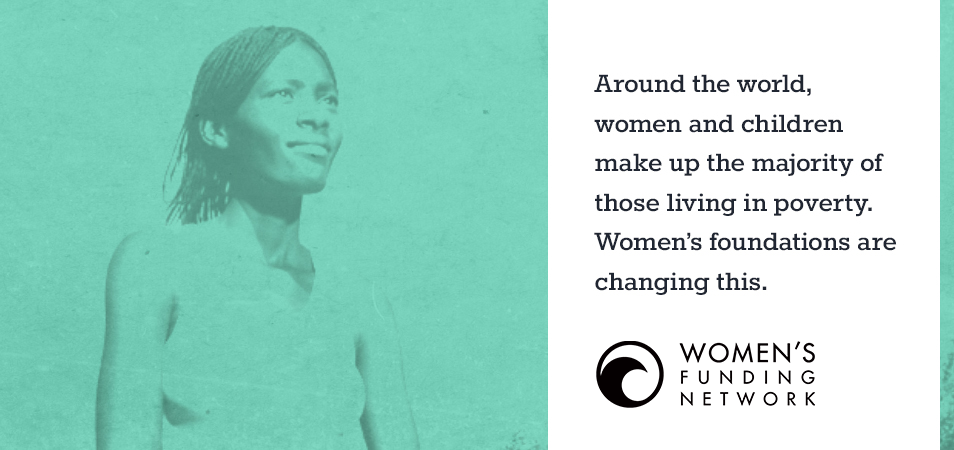 Around the world,
women and children
make up the majority of
those living in poverty.
Women’s foundations are
changing this.
WOMEN’S
FUNDING
NETWORK